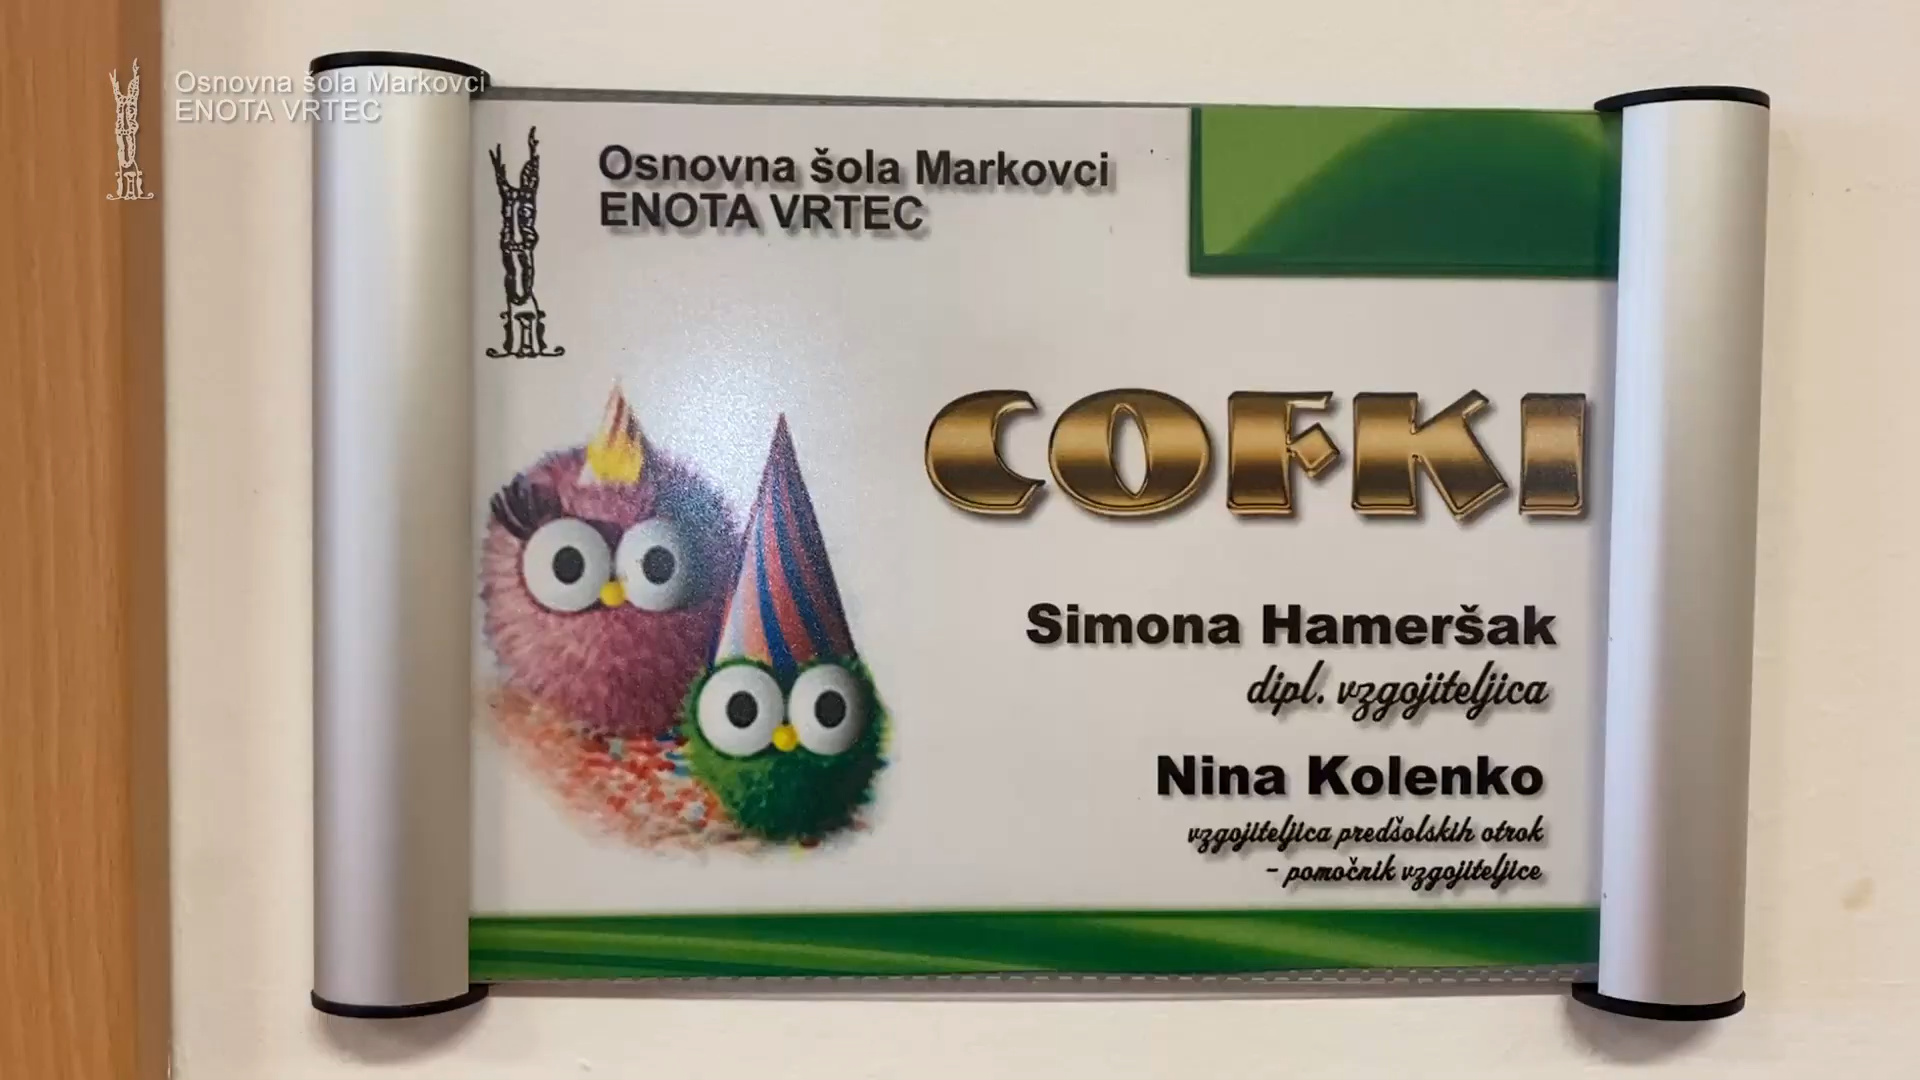 Osnovna šola Markovci
ENOTA VRTEC
Osnovna šola Markovci
ENOTA VRTEC
COFKI
Simona Hameršak
dipl. vzgojiteljica
Nina Kolenko
vzgojiteljica predšolskih otrok
- pomočnik vzgojiteljice